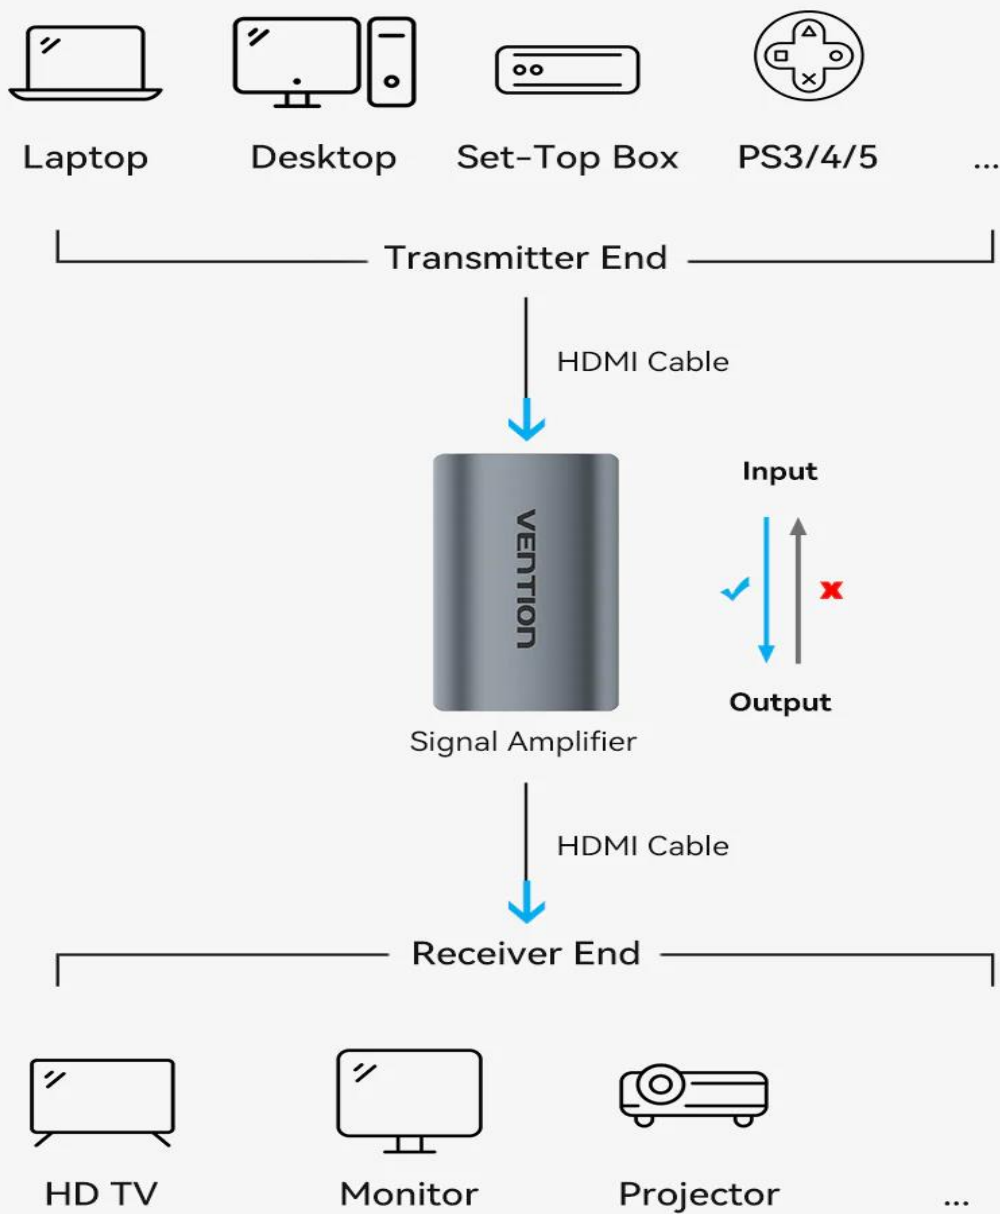 Laptop Desktop Set-Top Box PS3/4/5 ...
Transmitter End
HDMI Cable
Input
VENTION
Output
Signal Amplifier
HDMI Cable
Receiver End
HD TV Monitor Projector ...